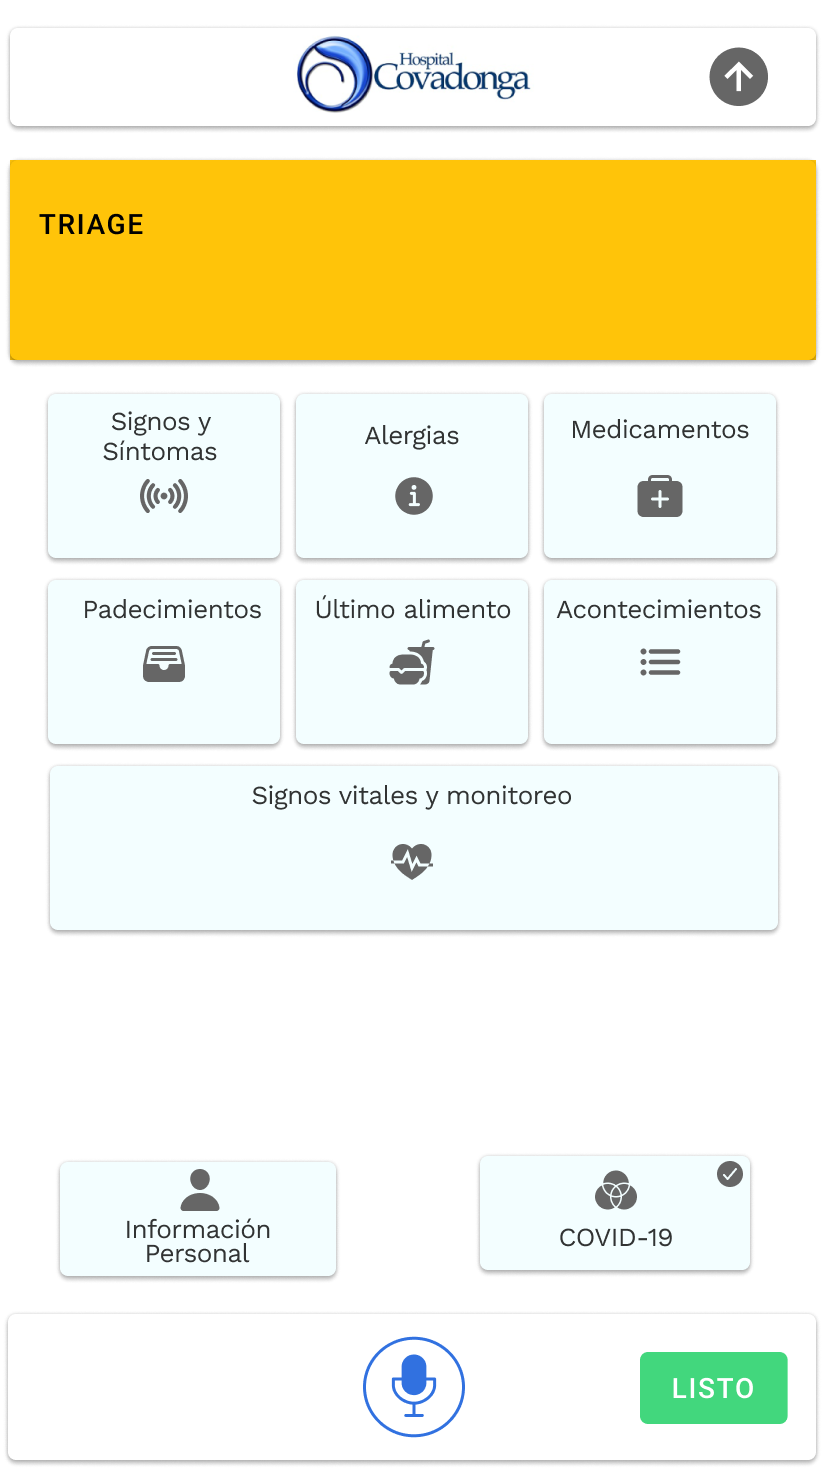 Hospital
Covadonga
TRIAGE
Signos y
Síntomas
Alergias
Medicamentos
Padecimientos
Último alimento
Acontecimientos
Signos vitales y monitoreo
Información
Personal
COVID-19
LISTO